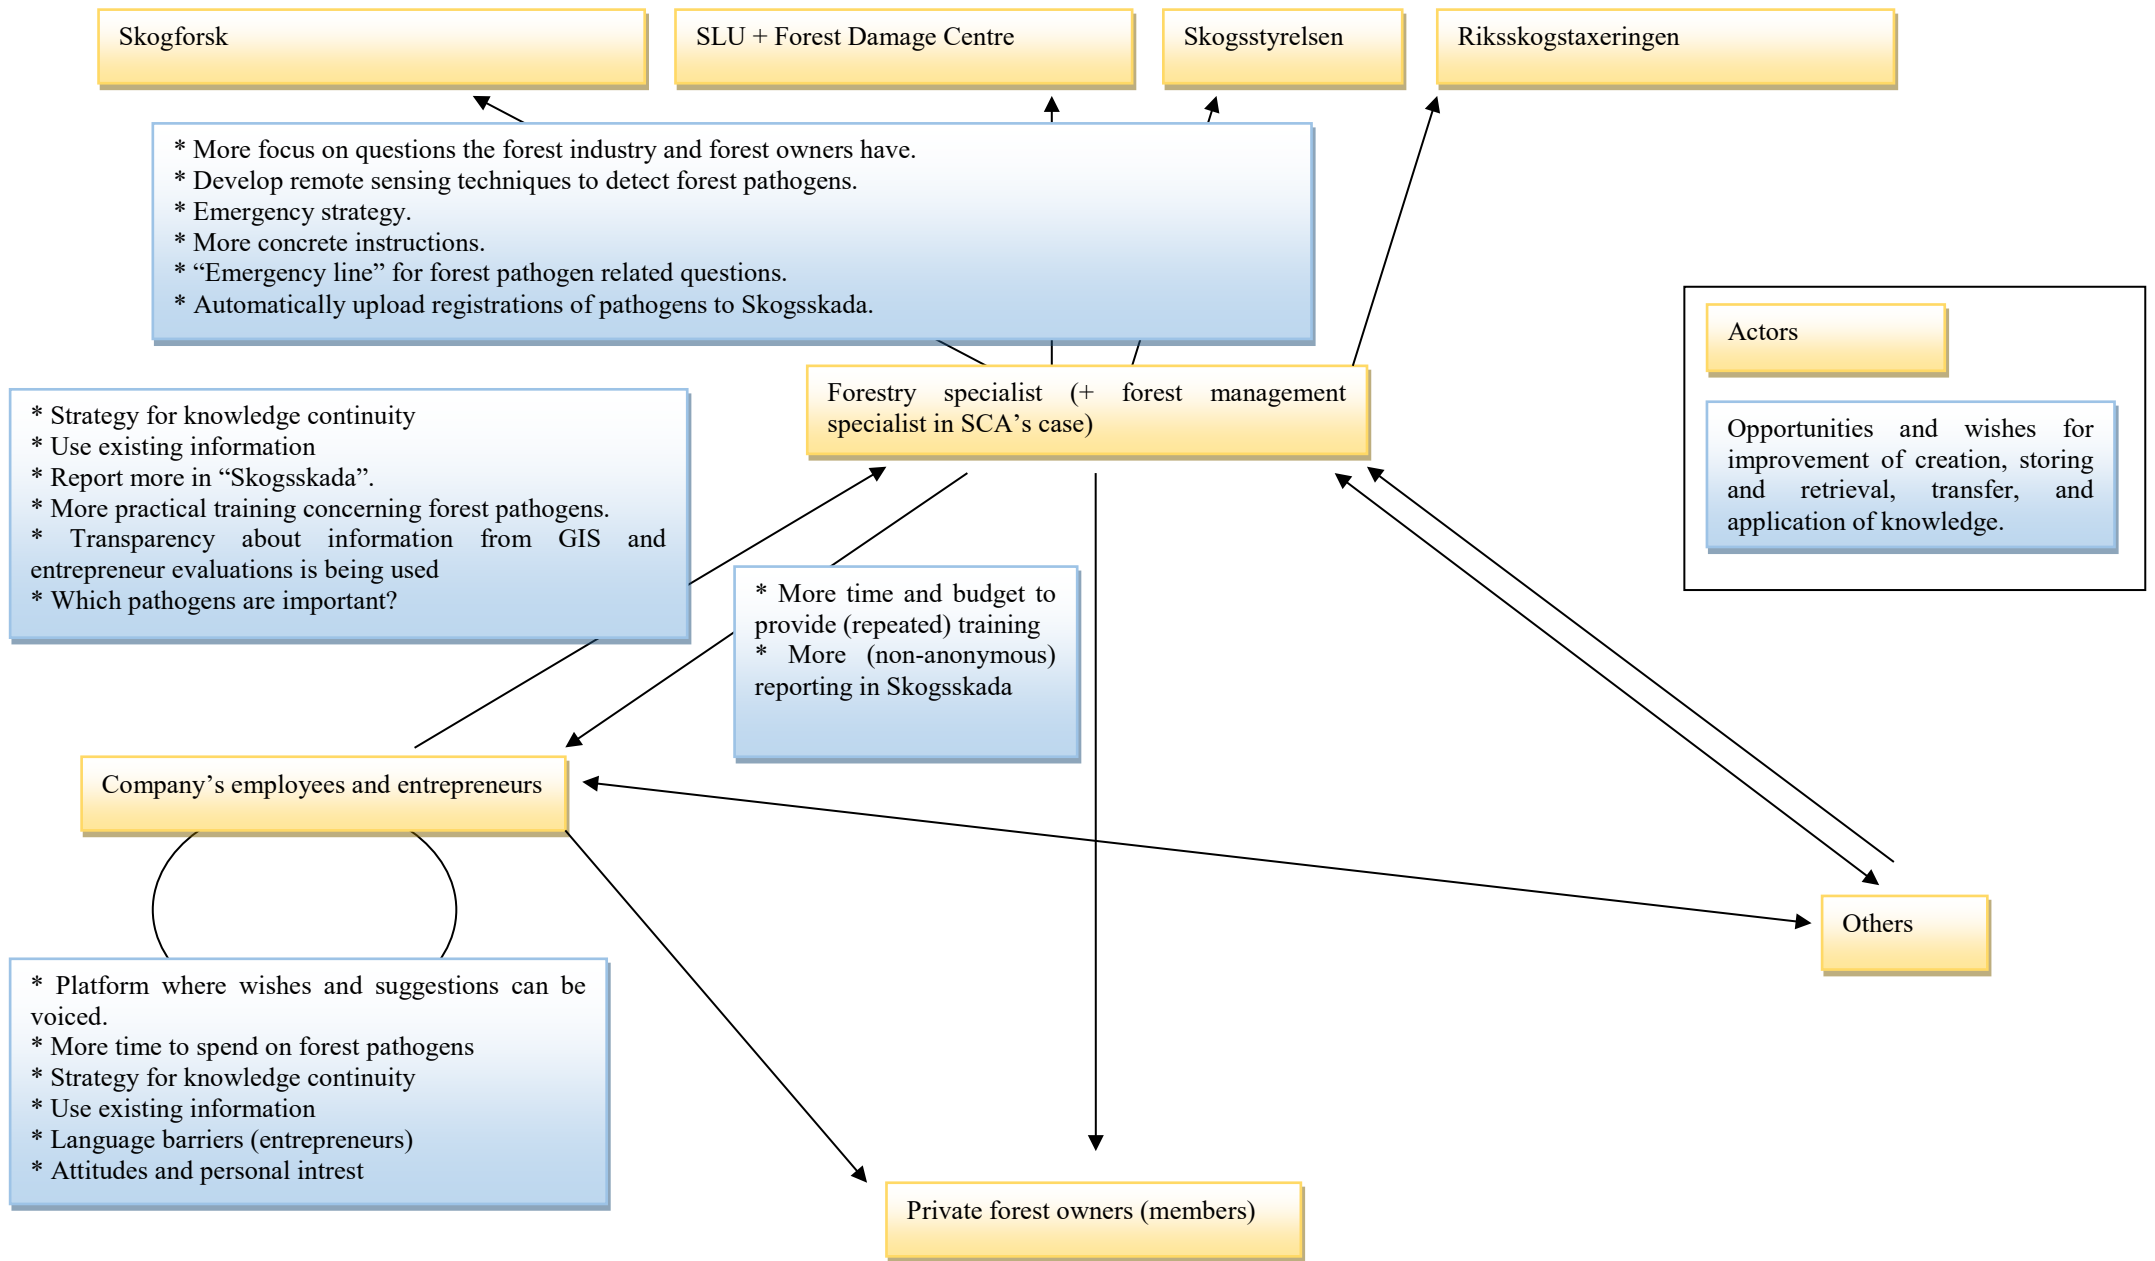 Skogforsk
SLU + Forest Damage Centre
Skogsstyrelsen
Riksskogstaxeringen
* More focus on questions the forest industry and forest owners have.
* Develop remote sensing techniques to detect forest pathogens.
* Emergency strategy.
* More concrete instructions.
* “Emergency line” for forest pathogen related questions.
* Automatically upload registrations of pathogens to Skogsskada.
Actors
Opportunities and wishes for
improvement of creation, storing
and retrieval, transfer, and
application of knowledge.
Forestry specialist (+ forest management
specialist in SCA’s case)
* Strategy for knowledge continuity
* Use existing information
* Report more in “Skogsskada”.
* More practical training concerning forest pathogens.
* Transparency about information from GIS and
entrepreneur evaluations is being used
* Which pathogens are important?
* More time and budget to
provide (repeated) training
* More (non-anonymous)
reporting in Skogsskada
Company’s employees and entrepreneurs
Others
* Platform where wishes and suggestions can be
voiced.
* More time to spend on forest pathogens
* Strategy for knowledge continuity
* Use existing information
* Language barriers (entrepreneurs)
* Attitudes and personal intrest
Private forest owners (members)